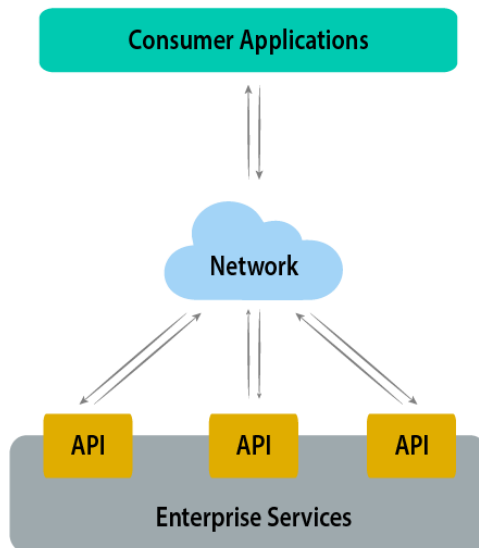 Consumer Applications
Network
API API API
Enterprise Services